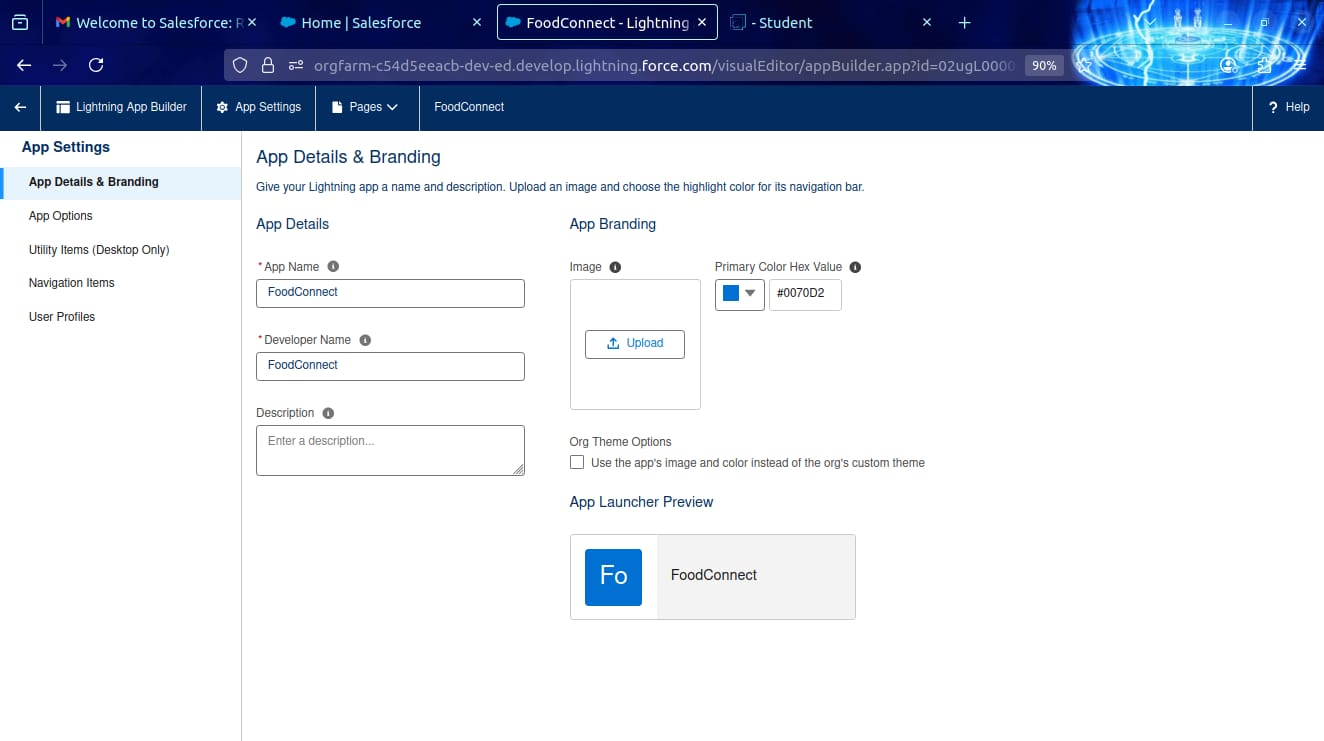 Welcome to Salesforce: R
Home | Salesforce
FoodConnect - Lightning
- Student
orgfarm-c54d5eeacb-dev-ed.develop.lightning.force.com/visualEditor/appBuilder.app?id=02ugL0000
90%
Lightning App Builder
App Settings
Pages
FoodConnect
? Help
App Settings
App Details & Branding
App Options
Utility Items (Desktop Only)
Navigation Items
User Profiles
App Details & Branding
Give your Lightning app a name and description. Upload an image and choose the highlight color for its navigation bar.
App Details
*App Name
FoodConnect
*Developer Name
FoodConnect
Description
Enter a description...
App Branding
Image
Upload
Primary Color Hex Value
#0070D2
Org Theme Options
Use the app's image and color instead of the org's custom theme
App Launcher Preview
Fo
FoodConnect